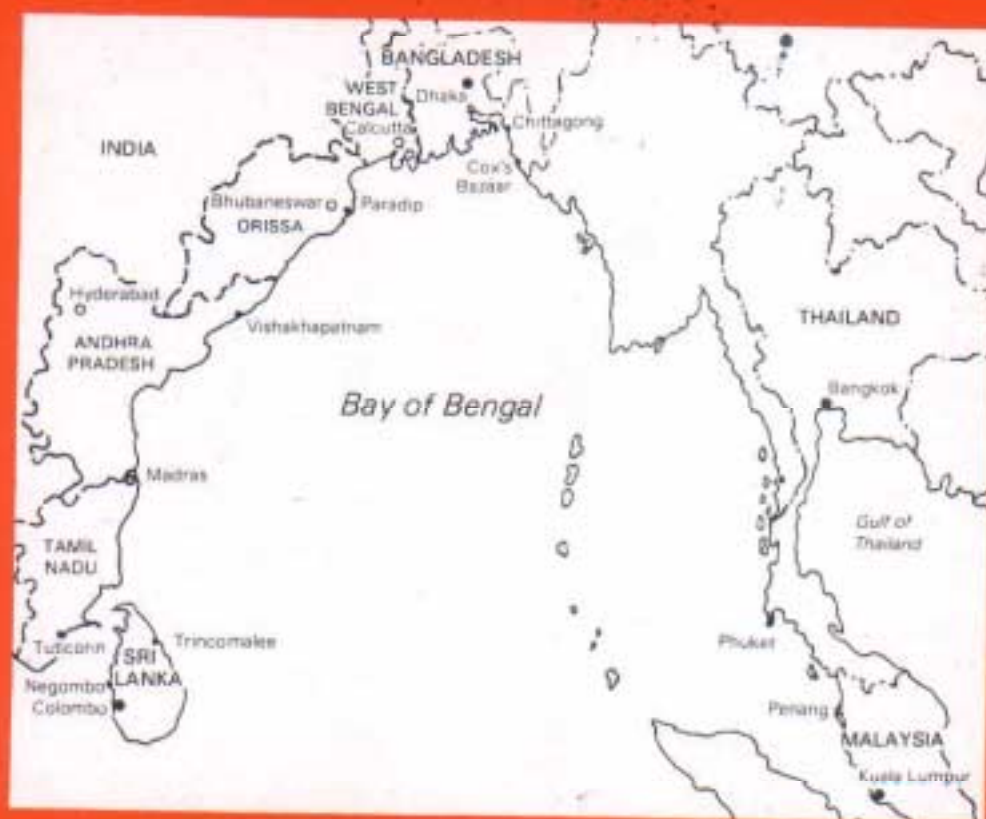 BANGLADESH
WEST
BENGAL
Dhaka
Calcutta
Chittagong
INDIA
Cox's
Bazaar
Bhubaneswar
Paradip
ORISSA
Hyderabad
Vishakhapatnam
THAILAND
ANDHRA
PRADESH
Bangkok
Bay of Bengal
Madras
Gulf of
Thailand
TAMIL
NADU
Tuticorin
Trincomalee
Phuket
SRI
LANKA
Negombo
Colombo
Penang
MALAYSIA
Kuala Lumpur